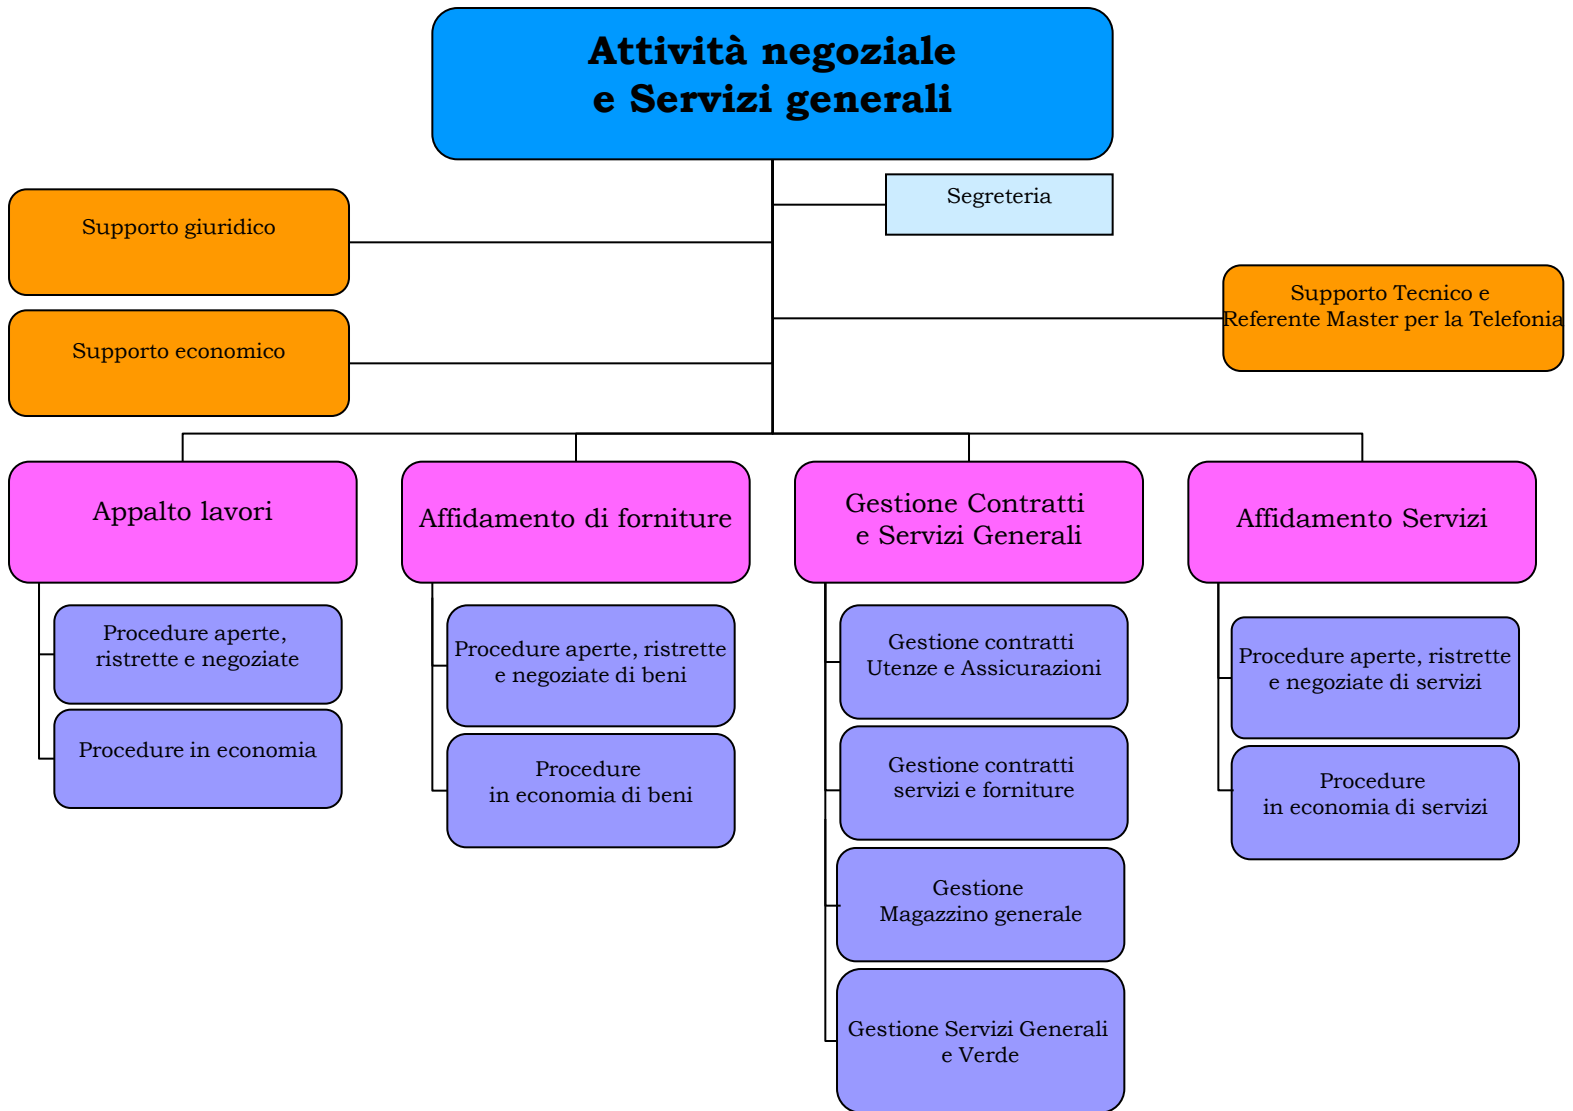 Attività negoziale
e Servizi generali
Segreteria
Supporto giuridico
Supporto Tecnico e
Referente Master per la Telefonia
Supporto economico
Appalto lavori
Affidamento di forniture
Gestione Contratti
e Servizi Generali
Affidamento Servizi
Procedure aperte,
ristrette e negoziate
Procedure in economia
Procedure aperte, ristrette
e negoziate di beni
Procedure
in economia di beni
Gestione contratti
Utenze e Assicurazioni
Gestione contratti
servizi e forniture
Gestione
Magazzino generale
Gestione Servizi Generali
e Verde
Procedure aperte, ristrette
e negoziate di servizi
Procedure
in economia di servizi